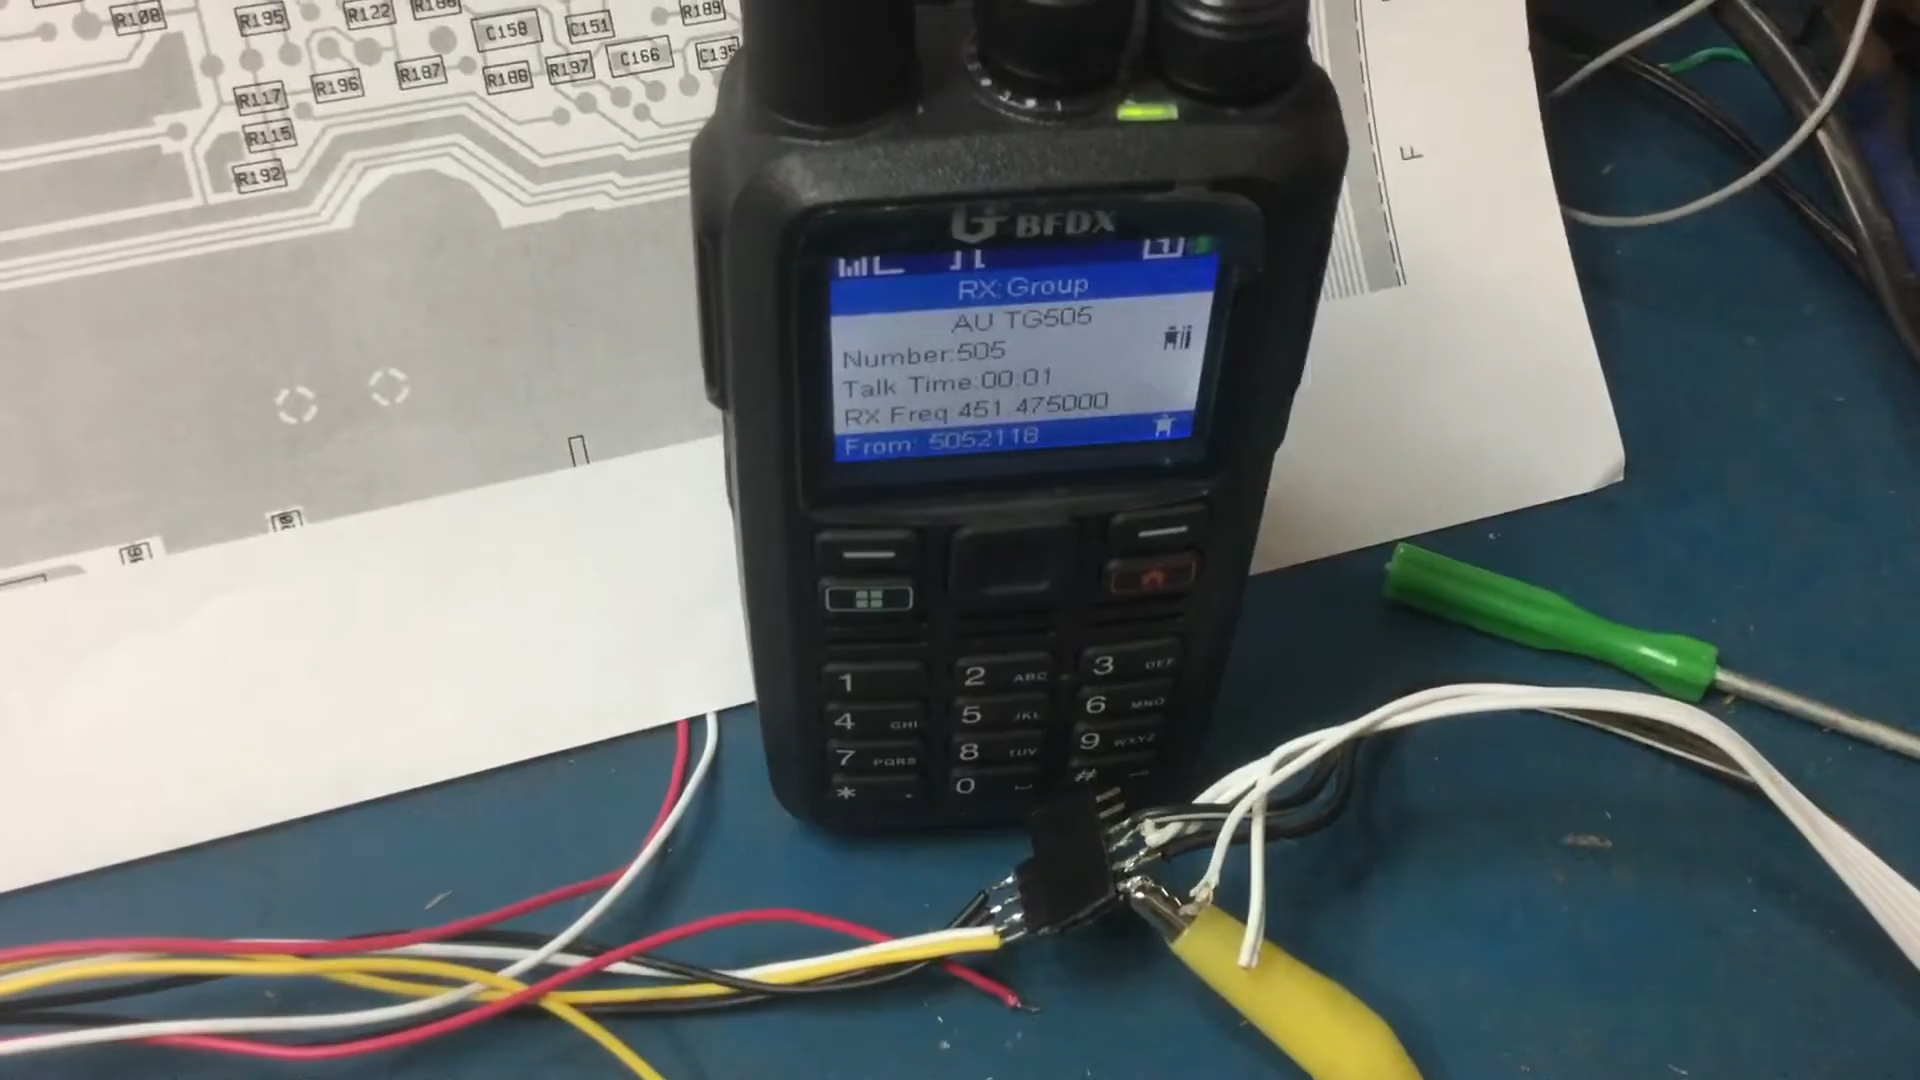 R108
R195
R122
R186
C158
C151
R189
R117
R196
R187
R188
R197
C166
C135
R115
R192
F
BFDX
RX:Group
AU TG505
Number:505
Talk Time:00:01
RX Freq 451 475000
From: 5052118
1
2 ABC
3 DEF
4 GHI
5 JKL
6 MNO
7 PQRS
8 TUV
9 WXYZ
*
0
#